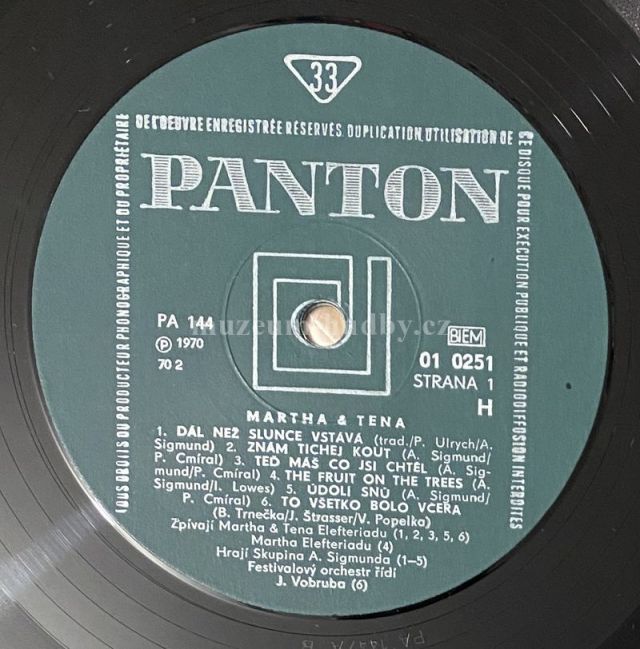 33
DE L'OEUVRE ENREGISTRÉE RÉSERVÉS DUPLICATION, UTILISATION DE
TOUS DROITS DU PRODUCTEUR PHONOGRAPHIQUE ET DU PROPRIÉTAIRE
CE DISQUE POUR EXÉCUTION PUBLIQUE ET RADIODIFFUSION INTERDITES
PANTON
muzeumhudby.cz
PA 144
℗ 1970
70 2
BIEM
01 0251
STRANA 1
H
MARTHA & TENA
1. DÁL NEŽ SLUNCE VSTÁVÁ (trad./P. Ulrych/A.
Sigmund) 2. ZNÁM TICHEJ KOUT (A. Sigmund/
P. Cmíral) 3. TEĎ MÁŠ CO JSI CHTĚL (A. Sig-
mund/P. Cmíral) 4. THE FRUIT ON THE TREES (A.
Sigmund/I. Lowes) 5. ÚDOLÍ SNŮ (A. Sigmund/
P. Cmíral) 6. TO VŠETKO BOLO VČERA
(B. Trnečka/J. Štrasser/V. Popelka)
Zpívají Martha & Tena Elefteriadu (1, 2, 3, 5, 6)
Martha Elefteriadu (4)
Hrají Skupina A. Sigmunda (1–5)
Festivalový orchestr řídí
J. Vobruba (6)